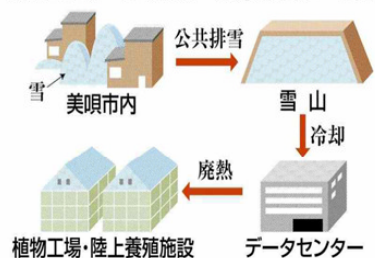 公共排雪
雪
美唄市内
雪山
冷却
廃熱
植物工場・陸上養殖施設
データセンター